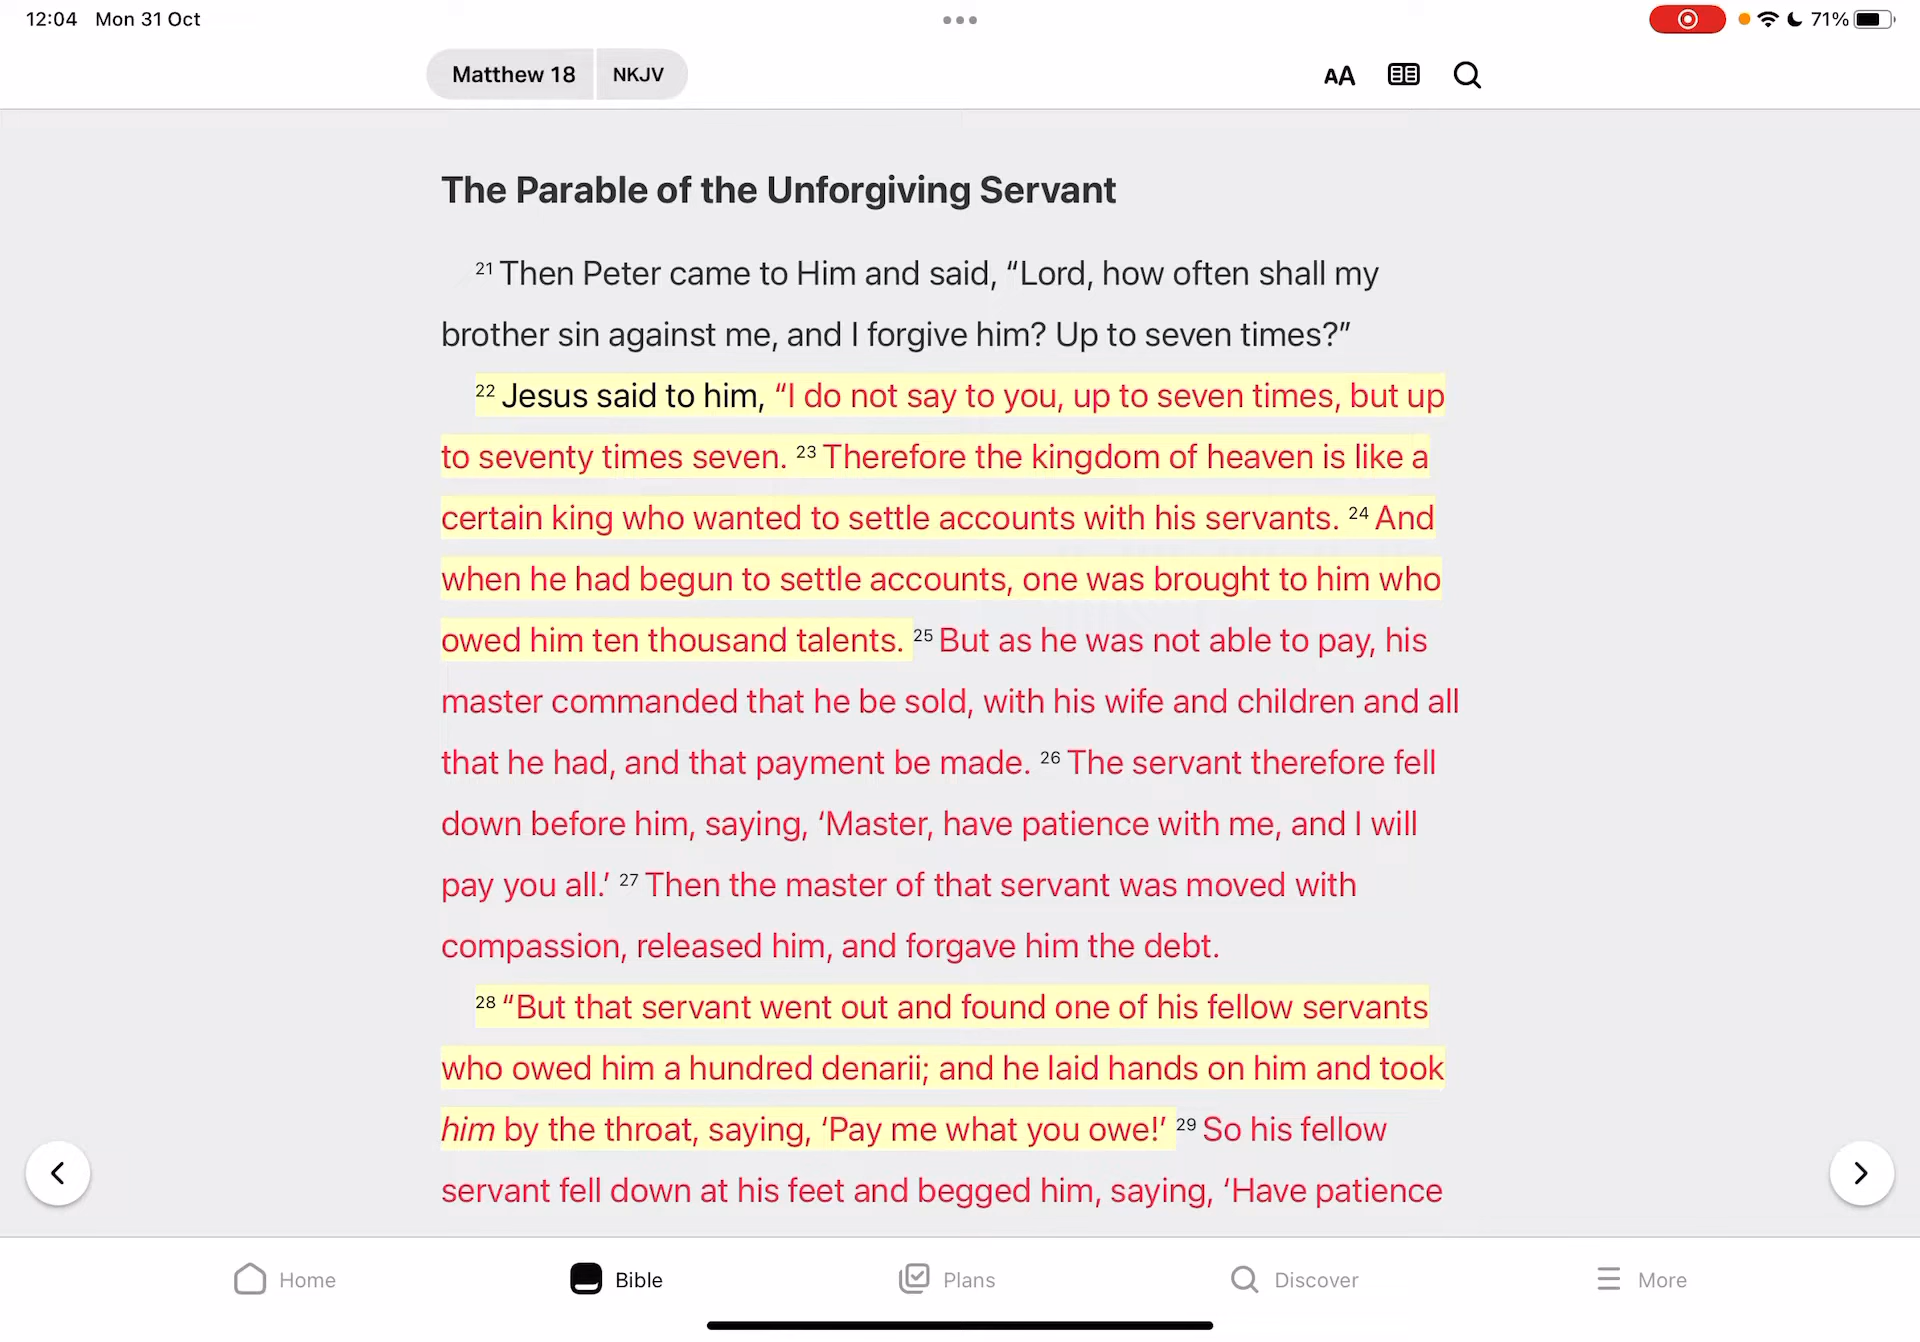 12:04 Mon 31 Oct
71%
Matthew 18 NKJV
AA
The Parable of the Unforgiving Servant
21 Then Peter came to Him and said, “Lord, how often shall my
brother sin against me, and I forgive him? Up to seven times?”
22 Jesus said to him, “I do not say to you, up to seven times, but up
to seventy times seven. 23 Therefore the kingdom of heaven is like a
certain king who wanted to settle accounts with his servants. 24 And
when he had begun to settle accounts, one was brought to him who
owed him ten thousand talents. 25 But as he was not able to pay, his
master commanded that he be sold, with his wife and children and all
that he had, and that payment be made. 26 The servant therefore fell
down before him, saying, ‘Master, have patience with me, and I will
pay you all.’ 27 Then the master of that servant was moved with
compassion, released him, and forgave him the debt.
28 “But that servant went out and found one of his fellow servants
who owed him a hundred denarii; and he laid hands on him and took
him by the throat, saying, ‘Pay me what you owe!’ 29 So his fellow
servant fell down at his feet and begged him, saying, ‘Have patience
Home Bible Plans Discover More